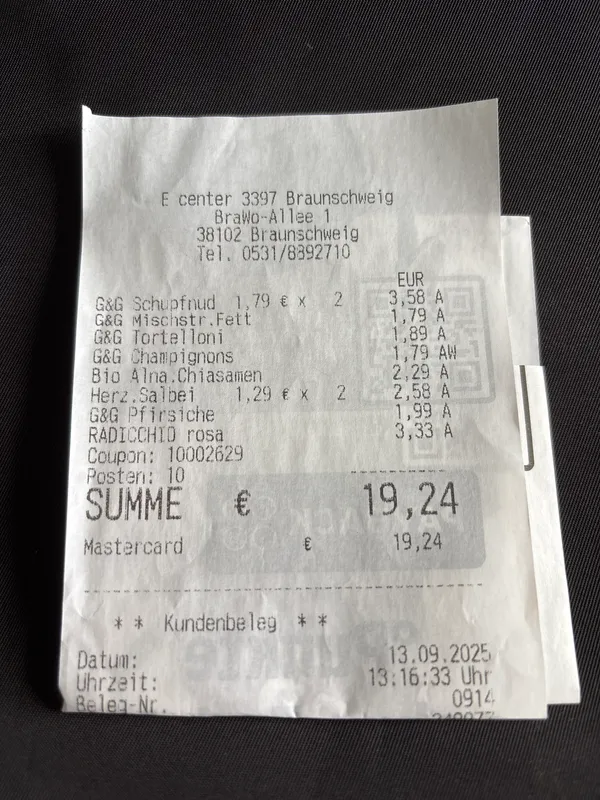 E center 3397 Braunschweig
BraWo-Allee 1
38102 Braunschweig
Tel. 0531/8892710
EUR
G&G Schupfnud 1,79 € x 2 3,58 A
G&G Mischstr.Fett 1,79 A
G&G Tortelloni 1,89 A
G&G Champignons 1,79 AW
Bio Alna.Chiasamen 2,29 A
Herz.Salbei 1,29 € x 2 2,58 A
G&G Pfirsiche 1,99 A
RADICCHIO rosa 3,33 A
Coupon: 10002629
Posten: 10
SUMME € 19,24
Mastercard € 19,24
* * Kundenbeleg * *
Datum: 13.09.2025
Uhrzeit: 13:16:33 Uhr
Beleg-Nr. 0914